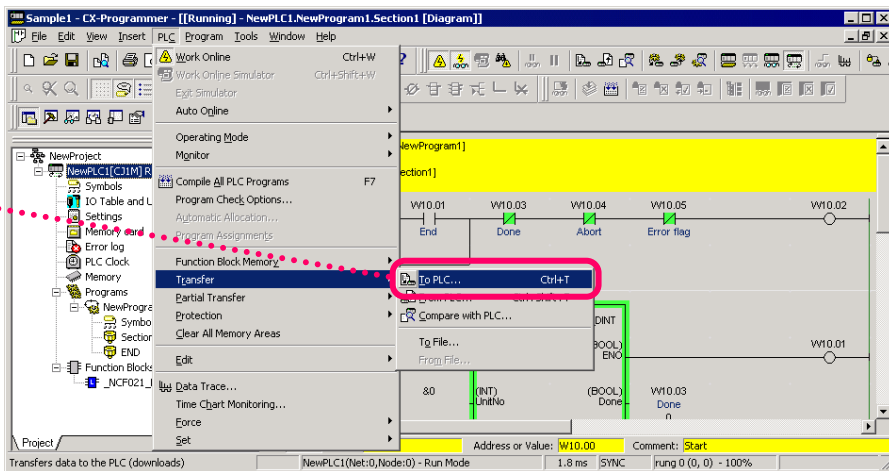 Sample1 - CX-Programmer - [[Running] - NewPLC1.NewProgram1.Section1 [Diagram]]
File Edit View Insert PLC Program Tools Window Help
Work Online Ctrl+W
Work Online Simulator Ctrl+Shift+W
Exit Simulator
Auto Online
Operating Mode
Monitor
Compile All PLC Programs F7
Program Check Options...
Automatic Allocation...
Program Assignments
Function Block Memory
Transfer
Partial Transfer
Protection
Clear All Memory Areas
Edit
Data Trace...
Time Chart Monitoring...
Force
Set
To PLC... Ctrl+T
Compare with PLC...
To File...
From File...
NewProject
NewPLC1[CJ1M] R
Symbols
IO Table and U
Settings
Memory card
Error log
PLC Clock
Memory
Programs
NewProgra
Symbo
Section
END
Function Blocks
_NCF021_
Project
NewProgram1]
ection1]
W10.01 W10.03 W10.04 W10.05 W10.02
End Done Abort Error flag
DINT
BOOL)
ENO
W10.01
&0 (INT) (BOOL) W10.03
UnitNo Done Done
0
Address or Value: W10.00 Comment: Start
Transfers data to the PLC (downloads) NewPLC1(Net:0,Node:0) - Run Mode 1.8 ms SYNC rung 0 (0, 0) - 100%